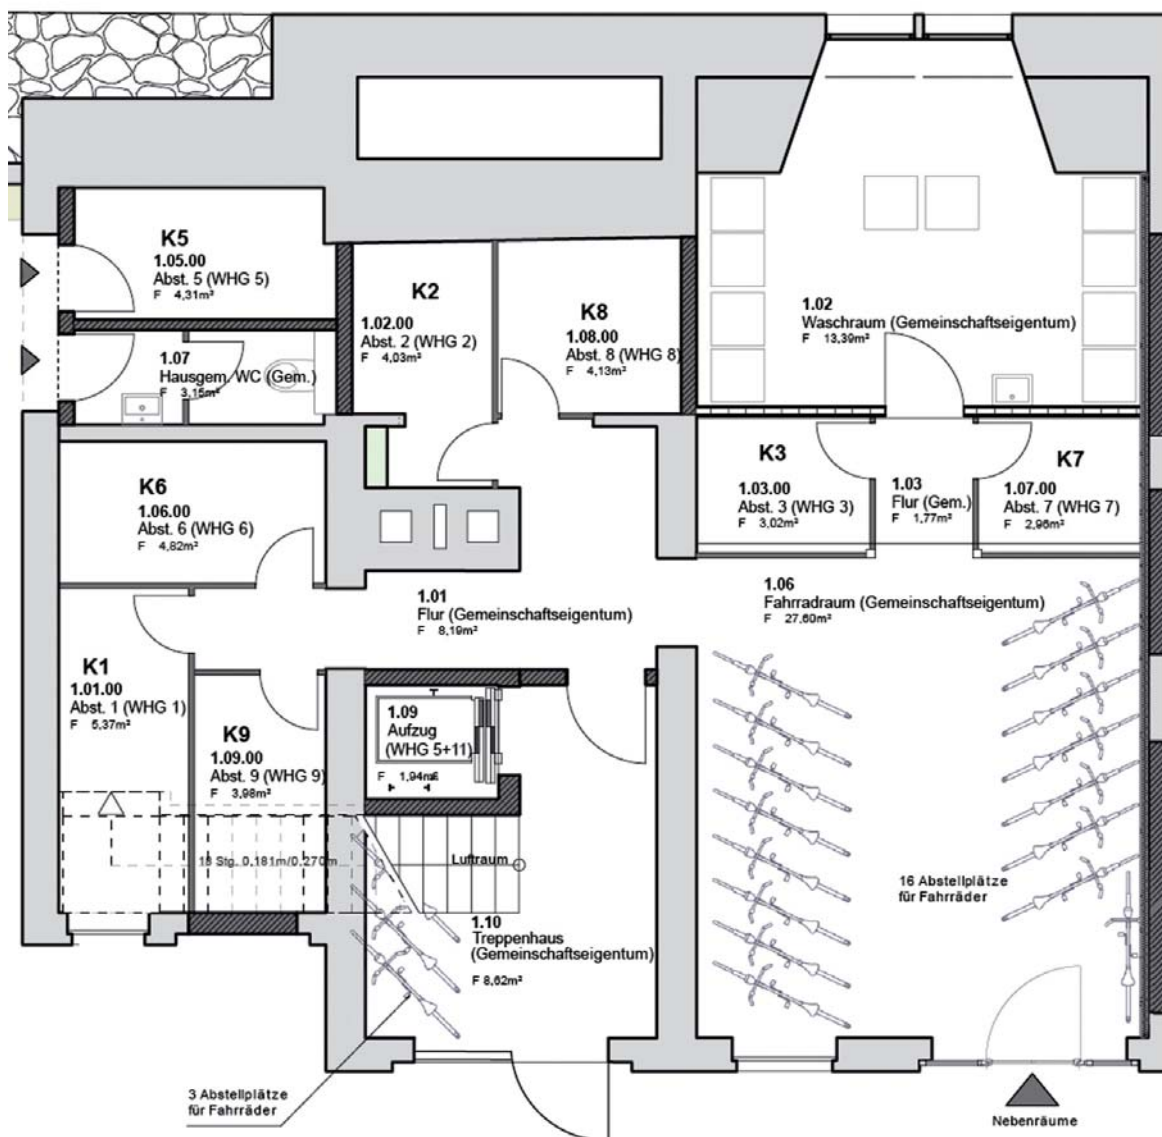 K5
1.05.00
Abst. 5 (WHG 5)
F 4,31m²
K2
1.02.00
Abst. 2 (WHG 2)
F 4,03m²
K8
1.08.00
Abst. 8 (WHG 8)
F 4,13m²
1.02
Waschraum (Gemeinschaftseigentum)
F 13,39m²
1.07
Hausgem. WC (Gem.)
F 3,15m²
K6
1.06.00
Abst. 6 (WHG 6)
F 4,82m²
K3
1.03.00
Abst. 3 (WHG 3)
F 3,02m²
1.03
Flur (Gem.)
F 1,77m²
K7
1.07.00
Abst. 7 (WHG 7)
F 2,96m²
1.01
Flur (Gemeinschaftseigentum)
F 8,19m²
1.06
Fahrradraum (Gemeinschaftseigentum)
F 27,60m²
K1
1.01.00
Abst. 1 (WHG 1)
F 5,37m²
K9
1.09.00
Abst. 9 (WHG 9)
F 3,98m²
1.09
Aufzug
(WHG 5+11)
F 1,94m²
18 Stg. 0,181m/0,270m
Luftraum
1.10
Treppenhaus
(Gemeinschaftseigentum)
F 8,62m²
16 Abstellplätze
für Fahrräder
3 Abstellplätze
für Fahrräder
Nebenräume